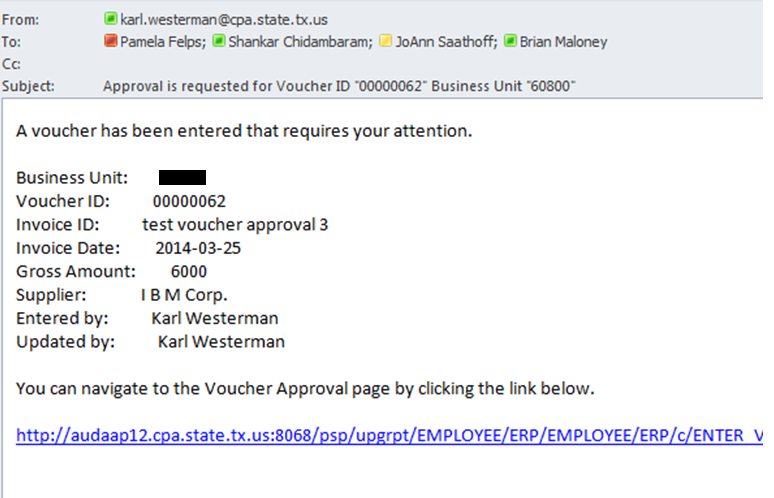 From: karl.westerman@cpa.state.tx.us
To: Pamela Felps; Shankar Chidambaram; JoAnn Saathoff; Brian Maloney
Cc:
Subject: Approval is requested for Voucher ID "00000062" Business Unit "60800"
A voucher has been entered that requires your attention.
Business Unit:
Voucher ID: 00000062
Invoice ID: test voucher approval 3
Invoice Date: 2014-03-25
Gross Amount: 6000
Supplier: I B M Corp.
Entered by: Karl Westerman
Updated by: Karl Westerman
You can navigate to the Voucher Approval page by clicking the link below.
http://audaap12.cpa.state.tx.us:8068/psp/upgrpt/EMPLOYEE/ERP/EMPLOYEE/ERP/c/ENTER_V